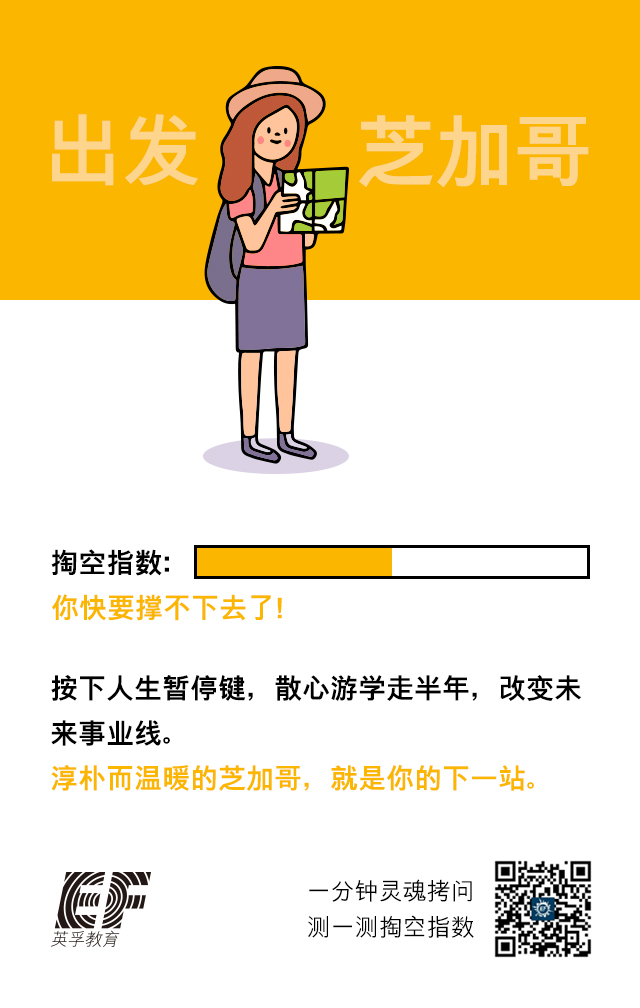 出发 芝加哥
掏空指数:
你快要撑不下去了!
按下人生暂停键，散心游学走半年，改变未
来事业线。
淳朴而温暖的芝加哥，就是你的下一站。
一分钟灵魂拷问
测一测掏空指数
EF
英孚教育